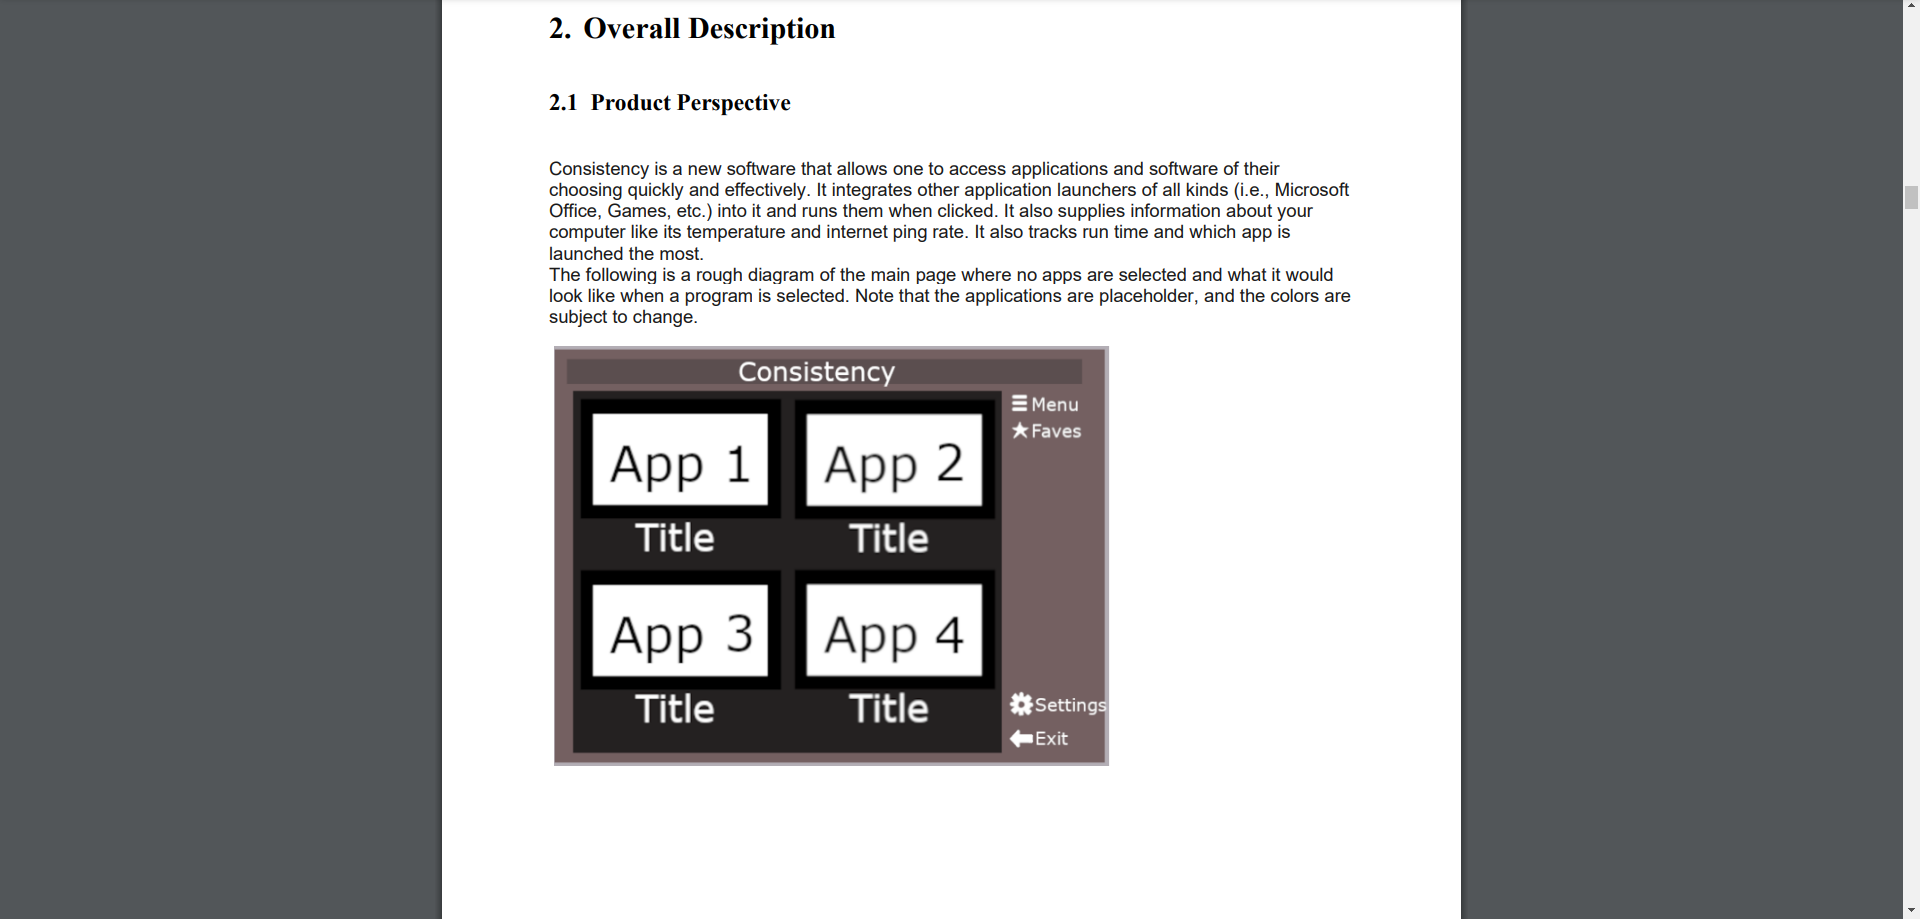 2. Overall Description
2.1 Product Perspective
Consistency is a new software that allows one to access applications and software of their
choosing quickly and effectively. It integrates other application launchers of all kinds (i.e., Microsoft
Office, Games, etc.) into it and runs them when clicked. It also supplies information about your
computer like its temperature and internet ping rate. It also tracks run time and which app is
launched the most.
The following is a rough diagram of the main page where no apps are selected and what it would
look like when a program is selected. Note that the applications are placeholder, and the colors are
subject to change.
Consistency
Menu
Faves
App 1
App 2
Title
Title
App 3
App 4
Title
Title
Settings
Exit